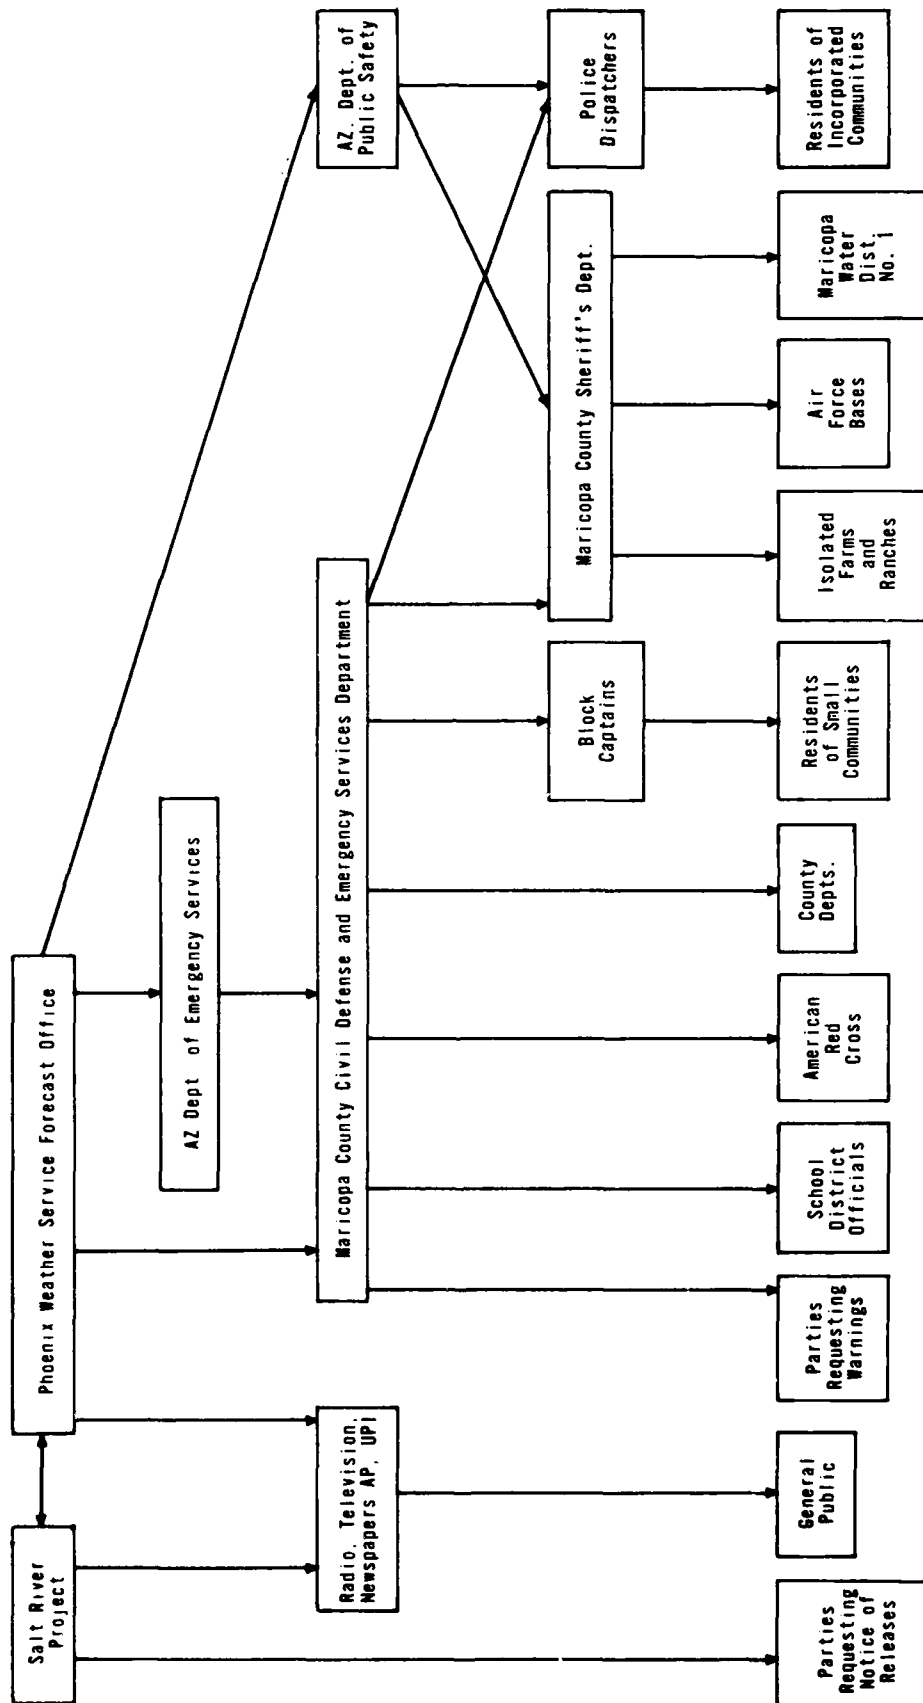 Salt River
Project
Phoenix Weather Service Forecast Office
AZ Dept of Emergency Services
Radio, Television,
Newspapers AP, UPI
Maricopa County Civil Defense and Emergency Services Department
AZ. Dept. of
Public Safety
Block
Captains
Maricopa County Sheriff's Dept.
Police
Dispatchers
Parties
Requesting
Notice of
Releases
General
Public
Parties
Requesting
Warnings
School
District
Officials
American
Red
Cross
County
Depts.
Residents
of Small
Communities
Isolated
Farms
and
Ranches
Air
Force
Bases
Maricopa
Water
Dist.
No. 1
Residents of
Incorporated
Communities